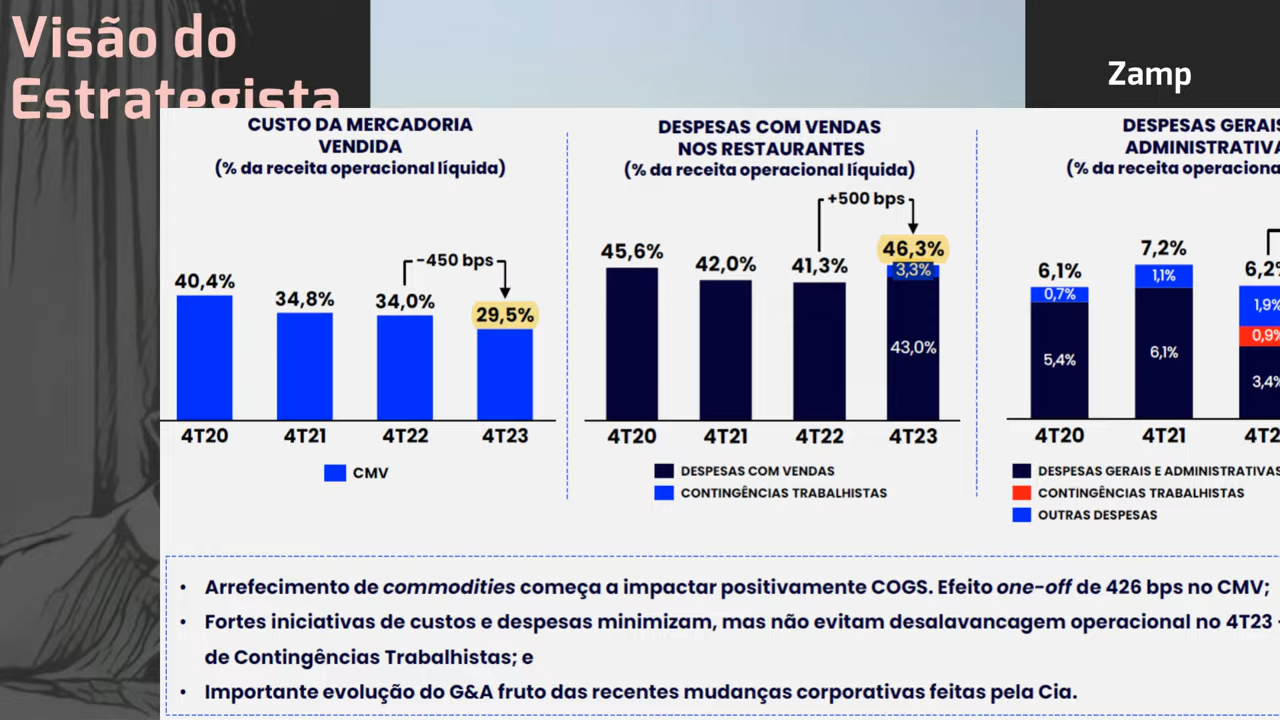 Visão do
Estrategista
Zamp
CUSTO DA MERCADORIA
VENDIDA
(% da receita operacional líquida)
-450 bps
40,4%
34,8%
34,0%
29,5%
4T20
4T21
4T22
4T23
CMV
DESPESAS COM VENDAS
NOS RESTAURANTES
(% da receita operacional líquida)
+500 bps
45,6%
42,0%
41,3%
46,3%
3,3%
43,0%
4T20
4T21
4T22
4T23
DESPESAS COM VENDAS
CONTINGÊNCIAS TRABALHISTAS
DESPESAS GERAIS
ADMINISTRATIVA
(% da receita operaciona
6,1%
7,2%
6,2%
0,7%
1,1%
1,9%
0,9%
5,4%
6,1%
3,4%
4T20
4T21
4T2
DESPESAS GERAIS E ADMINISTRATIVAS
CONTINGÊNCIAS TRABALHISTAS
OUTRAS DESPESAS
• Arrefecimento de commodities começa a impactar positivamente COGS. Efeito one-off de 426 bps no CMV;
• Fortes iniciativas de custos e despesas minimizam, mas não evitam desalavancagem operacional no 4T23 -
de Contingências Trabalhistas; e
• Importante evolução do G&A fruto das recentes mudanças corporativas feitas pela Cia.